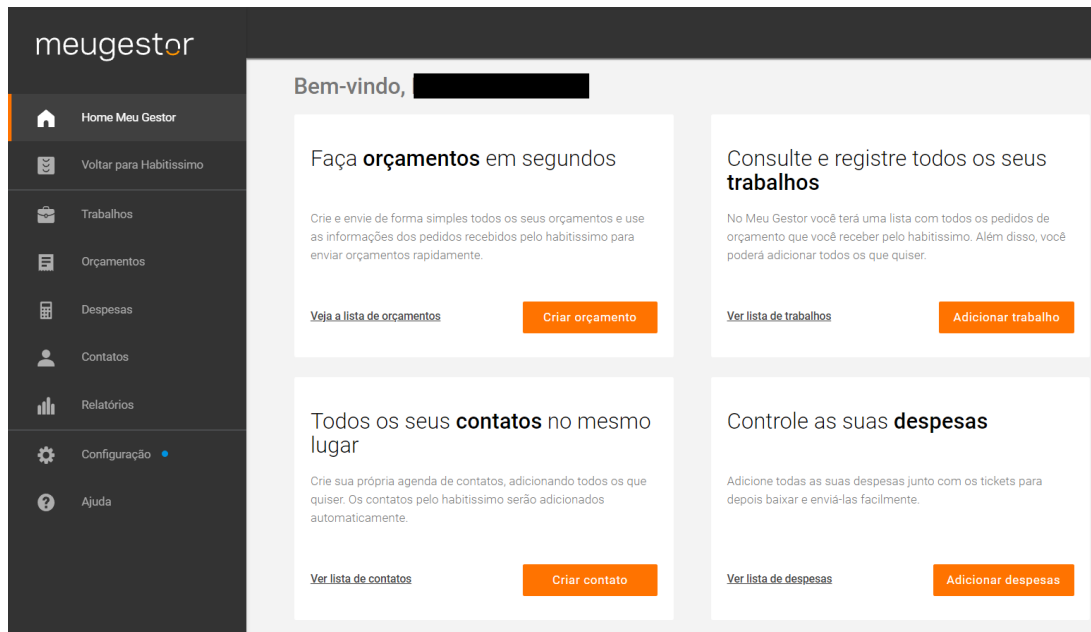 meugestor
Home Meu Gestor
Voltar para Habitissimo
Trabalhos
Orçamentos
Despesas
Contatos
Relatórios
Configuração
Ajuda
Bem-vindo,
Faça orçamentos em segundos
Crie e envie de forma simples todos os seus orçamentos e use
as informações dos pedidos recebidos pelo habitissimo para
enviar orçamentos rapidamente.
Veja a lista de orçamentos
Criar orçamento
Consulte e registre todos os seus
trabalhos
No Meu Gestor você terá uma lista com todos os pedidos de
orçamento que você receber pelo habitissimo. Além disso, você
poderá adicionar todos os que quiser.
Ver lista de trabalhos
Adicionar trabalho
Todos os seus contatos no mesmo
lugar
Crie sua própria agenda de contatos, adicionando todos os que
quiser. Os contatos pelo habitissimo serão adicionados
automaticamente.
Ver lista de contatos
Criar contato
Controle as suas despesas
Adicione todas as suas despesas junto com os tickets para
depois baixar e enviá-las facilmente.
Ver lista de despesas
Adicionar despesas